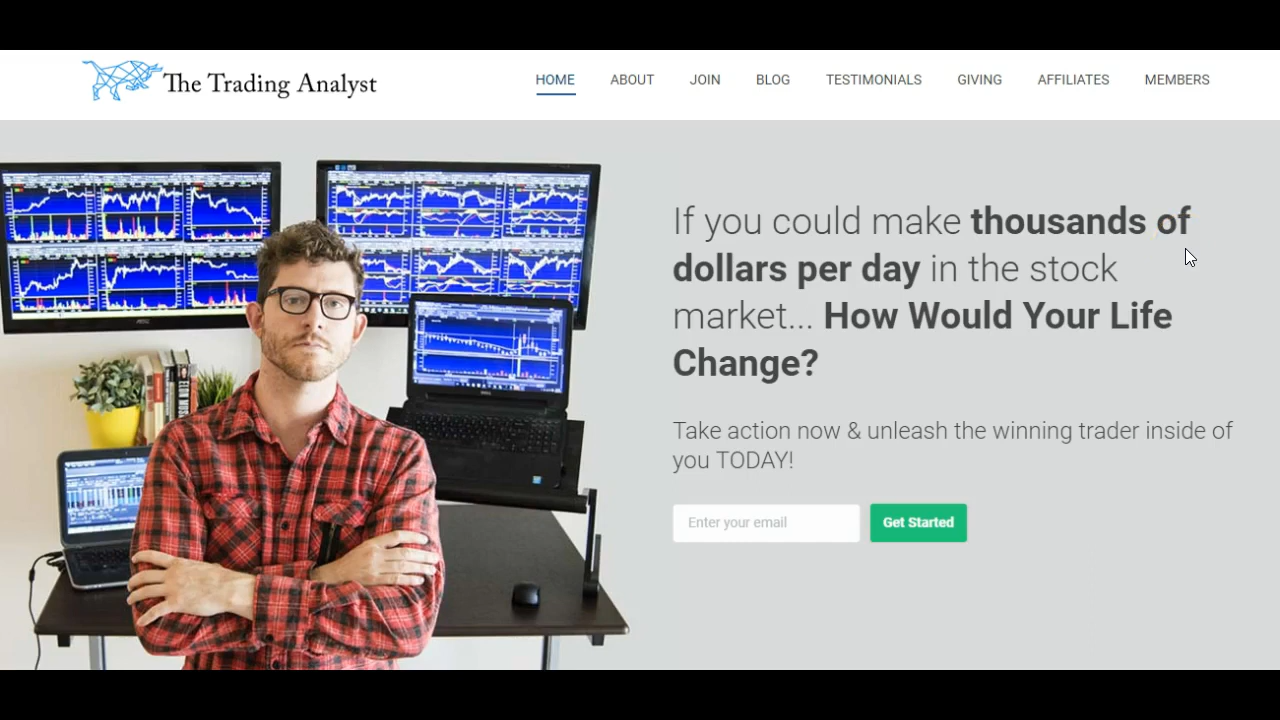 The Trading Analyst
HOME ABOUT JOIN BLOG TESTIMONIALS GIVING AFFILIATES MEMBERS
If you could make thousands of
dollars per day in the stock
market... How Would Your Life
Change?
Take action now & unleash the winning trader inside of
you TODAY!
Enter your email Get Started
ELON MUSK